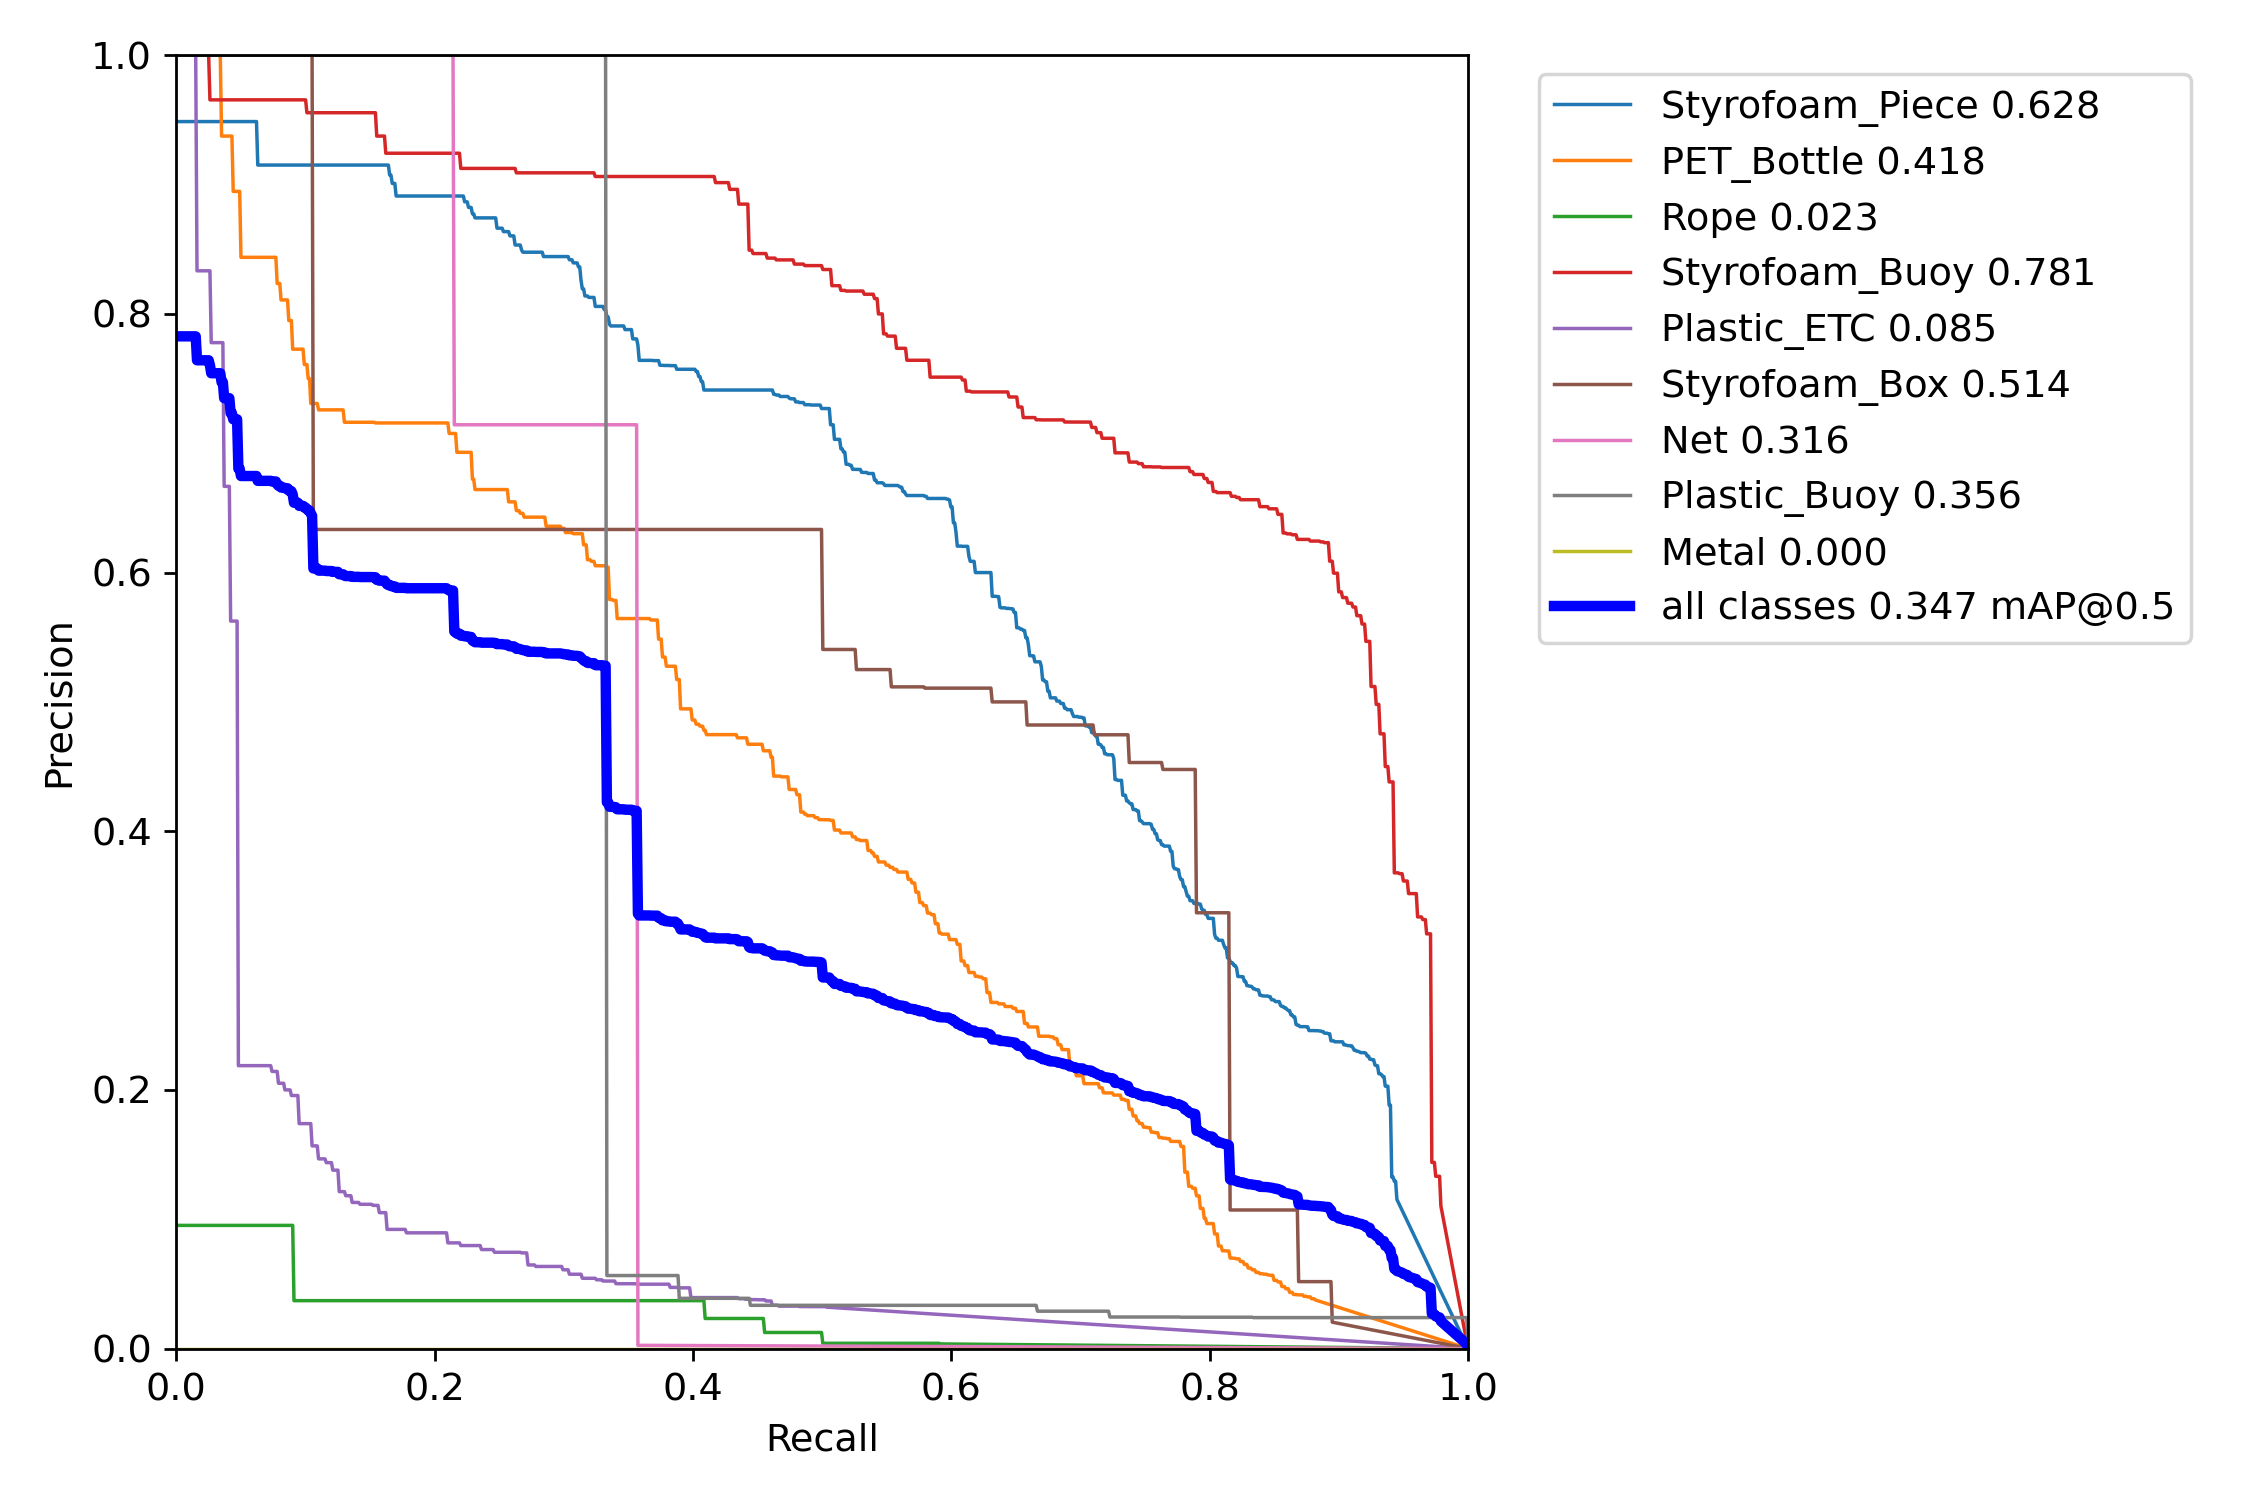 1.0
0.8
0.6
0.4
0.2
0.0
Precision
0.0 0.2 0.4 0.6 0.8 1.0
Recall
Styrofoam_Piece 0.628
PET_Bottle 0.418
Rope 0.023
Styrofoam_Buoy 0.781
Plastic_ETC 0.085
Styrofoam_Box 0.514
Net 0.316
Plastic_Buoy 0.356
Metal 0.000
all classes 0.347 mAP@0.5